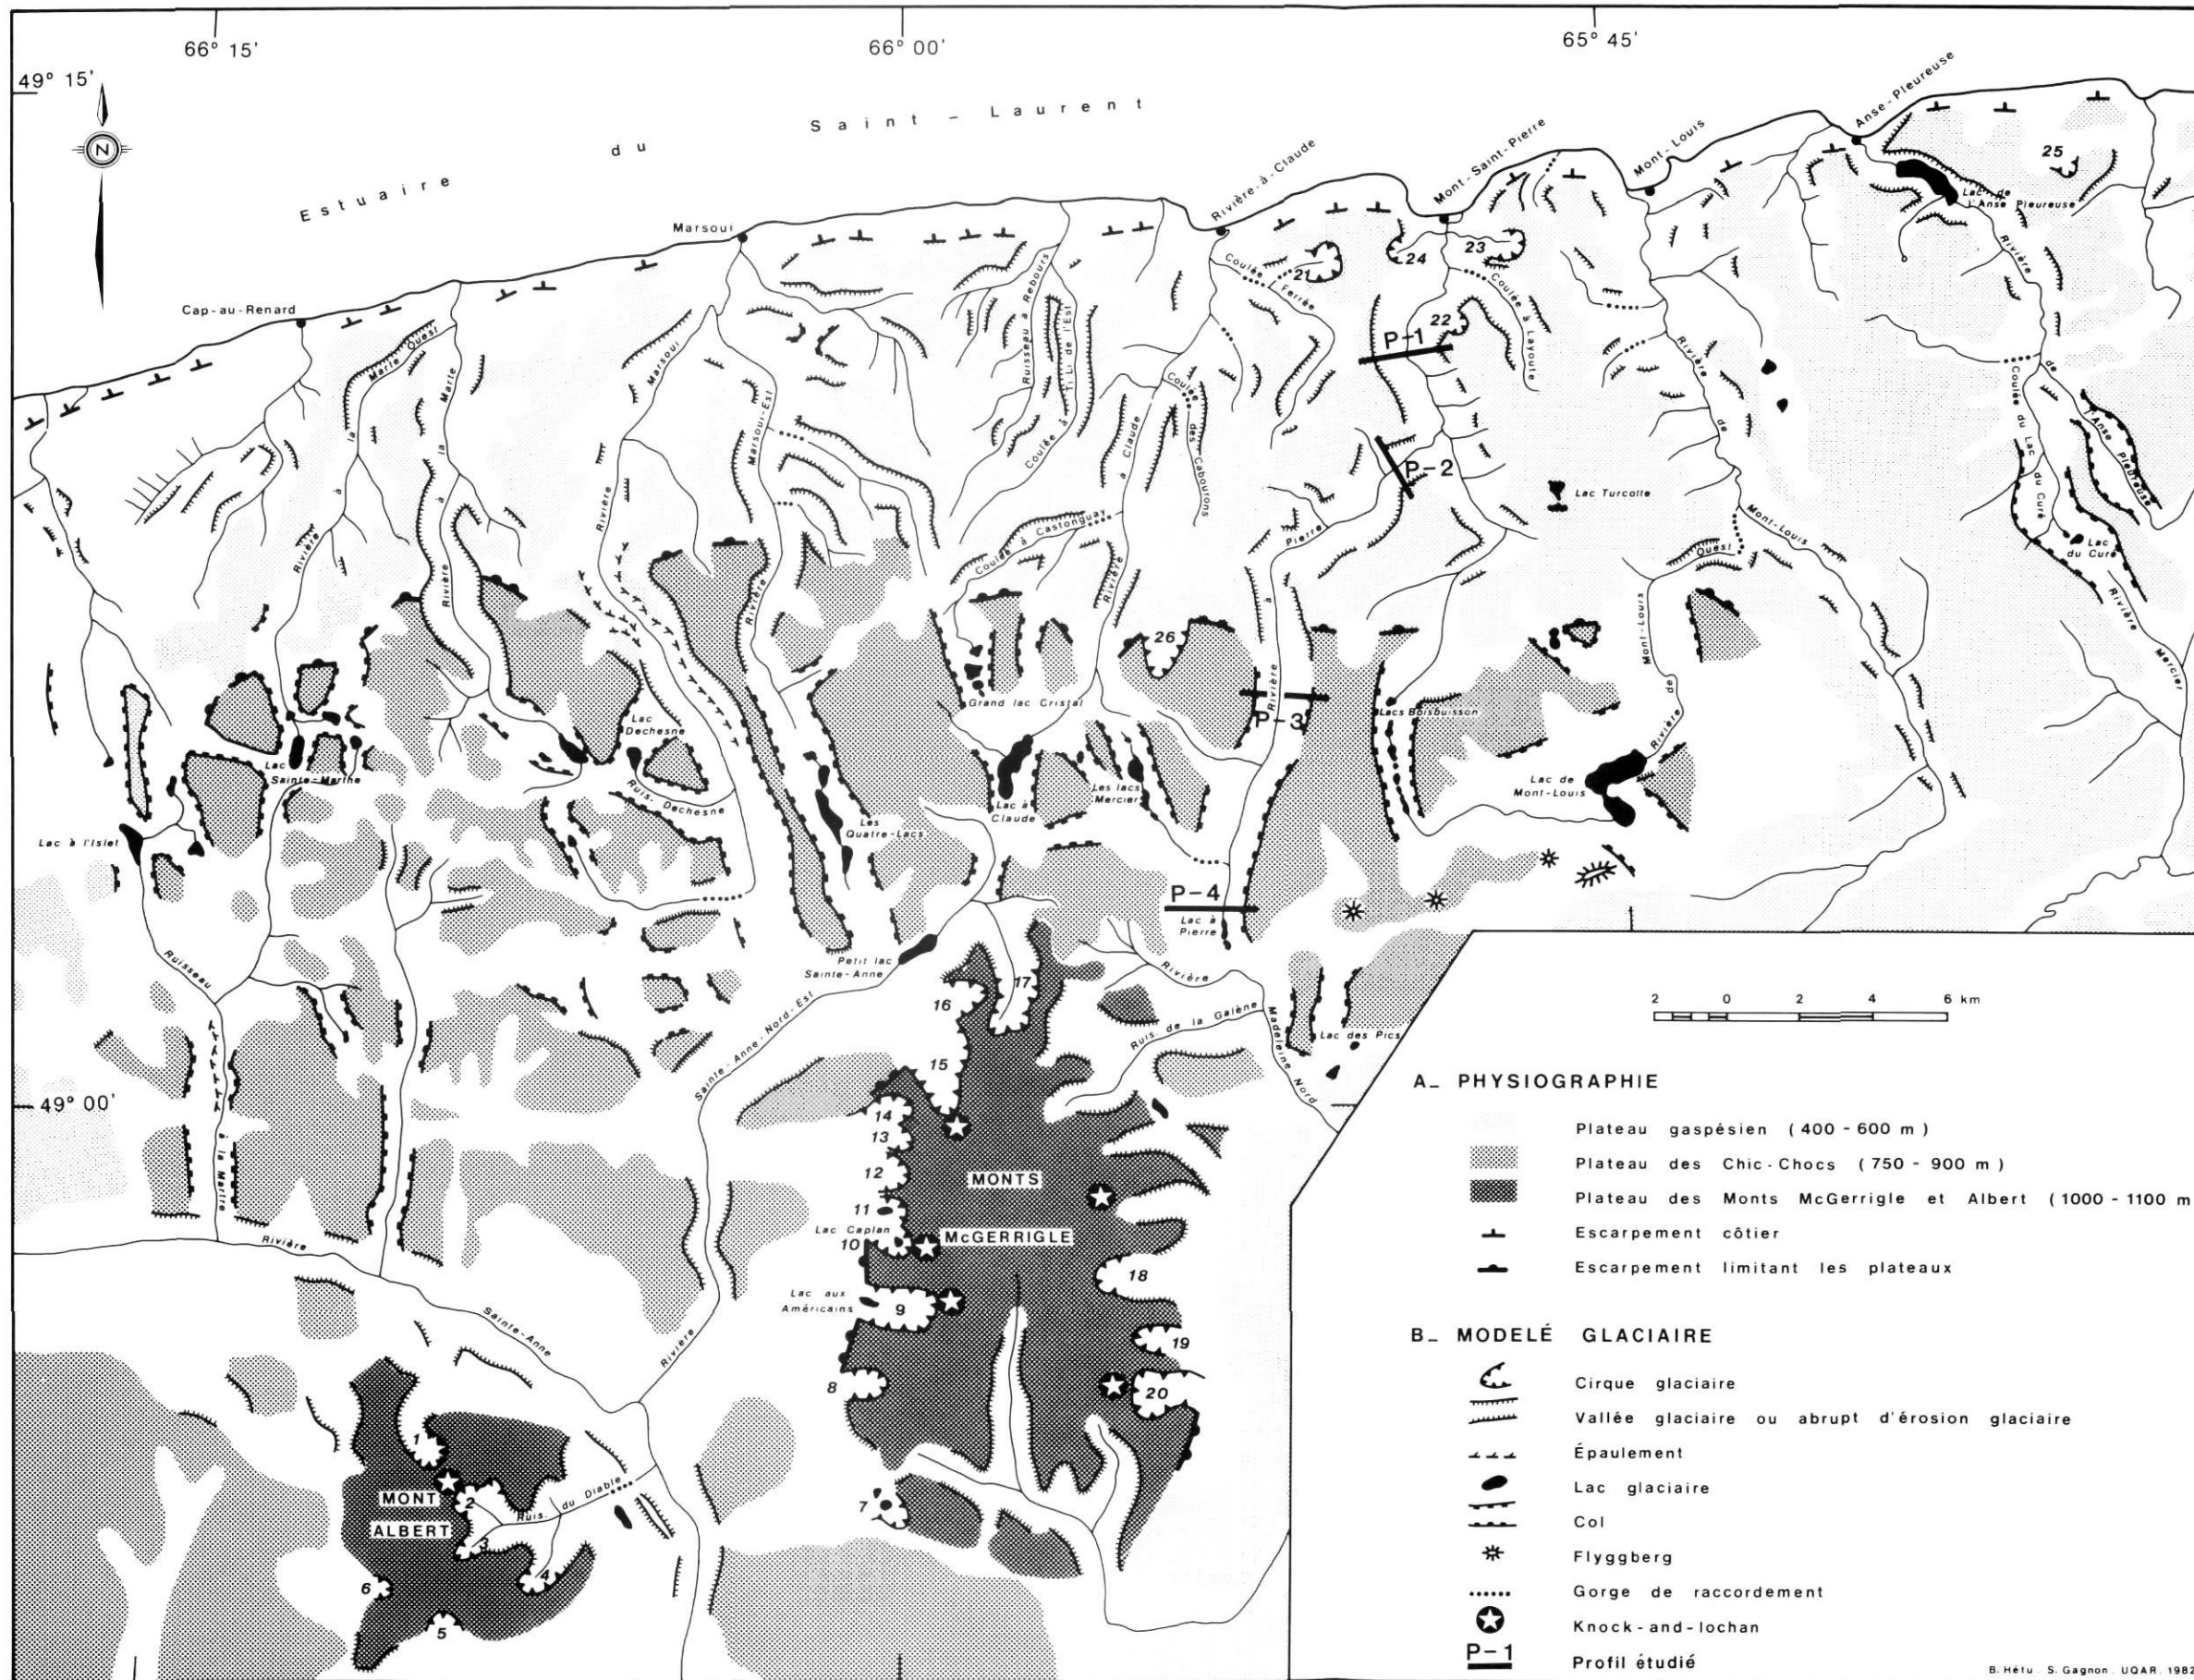 66° 15'
66° 00'
65° 45'
49° 15'
N
Estuaire du Saint - Laurent
Anse-Pleureuse
Mont-Louis
Mont-Saint-Pierre
Rivière-à-Claude
Marsoui
Cap-au-Renard
25
Lac de
l'Anse Pleureuse
21
24
23
22
Coulée Ferrée
Coulée à Layoute
P-1
Marte Ouest
Rivière à la Marte
Rivière à la
Rivière Marsoui
Rivière Marsoui-Est
Ruisseau à Rebours
Coulée à Ti Li de l'Est
Coulée des Caboutons
Rivière à Claude
Coulée à Castonguay
P-2
Rivière à Pierre
Lac Turcotte
Rivière de Mont-Louis
Rivière de Mont-Louis Ouest
Rivière de l'Anse Pleureuse
Coulée du Lac du Curé
Lac
du Curé
Rivière Mercier
26
Grand lac Cristal
P-3
Lacs Boisbuisson
Lac
Dechesne
Ruis. Dechesne
Lac
Sainte-Marthe
Lac à l'Islet
Les
Quatre-Lacs
Lac à
Claude
Les lacs
Mercier
Lac de
Mont-Louis
P-4
Lac à
Pierre
Petit lac
Sainte-Anne
Ruisseau à la Martre
Rivière Sainte-Anne-Nord-Est
Rivière Madeleine Nord
Ruis. de la Galène
Lac des Pics
17
16
15
14
13
12
11
Lac Caplan
10
49° 00'
MONTS
McGERRIGLE
Lac aux
Américains
9
18
19
8
20
7
Rivière Sainte-Anne
1
MONT
ALBERT
2
Ruis. du Diable
3
4
6
5
2 0 2 4 6 km
A_ PHYSIOGRAPHIE
Plateau gaspésien (400 - 600 m)
Plateau des Chic-Chocs (750 - 900 m)
Plateau des Monts McGerrigle et Albert (1000 - 1100 m
Escarpement côtier
Escarpement limitant les plateaux
B_ MODELÉ GLACIAIRE
Cirque glaciaire
Vallée glaciaire ou abrupt d'érosion glaciaire
Épaulement
Lac glaciaire
Col
Flyggberg
Gorge de raccordement
Knock-and-lochan
P-1 Profil étudié
B. Hétu. S. Gagnon. UQAR. 1982